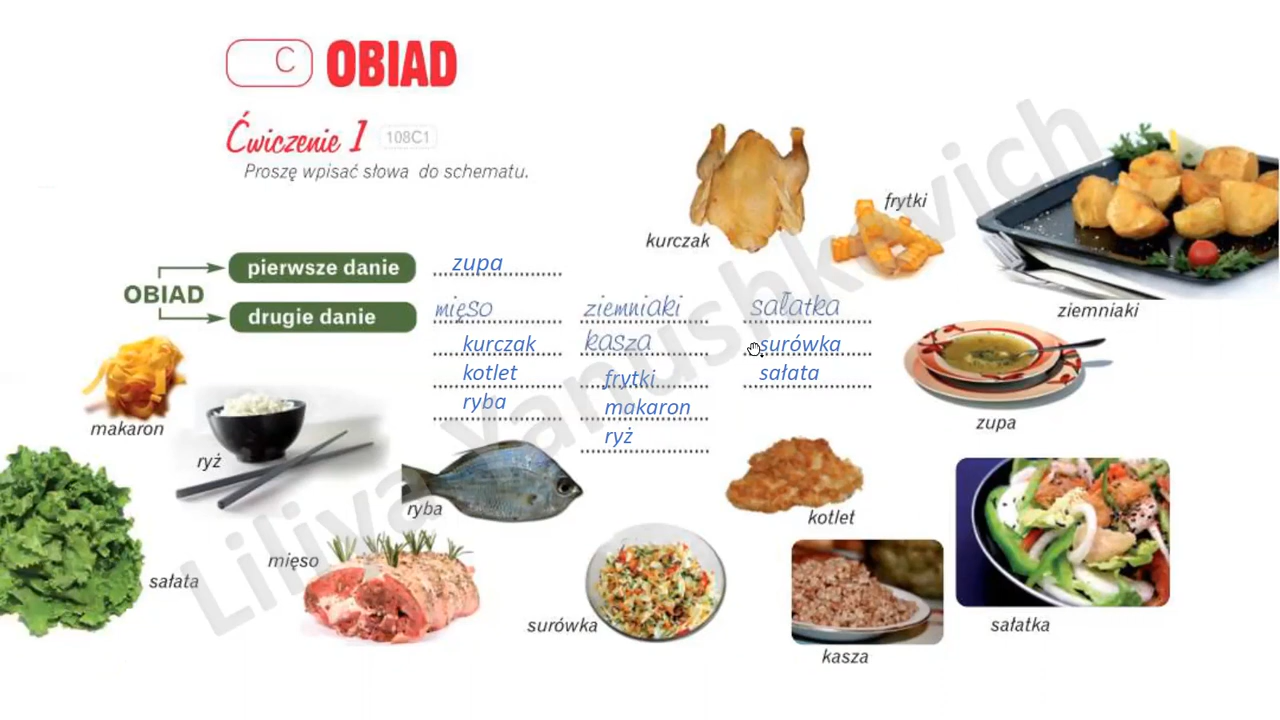 C OBIAD
Ćwiczenie 1 108C1
Proszę wpisać słowa do schematu.
kurczak
frytki
ziemniaki
OBIAD
pierwsze danie zupa
drugie danie mięso ziemniaki sałatka
kurczak kasza surówka
kotlet frytki sałata
ryba makaron
ryż
makaron
ryż
zupa
ryba
kotlet
mięso
sałata
surówka
kasza
sałatka
Liliya Yanushkevich